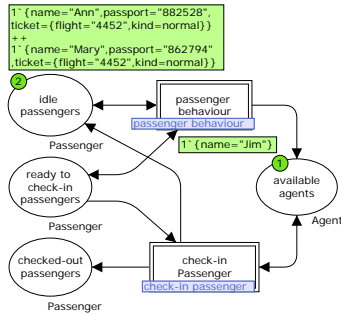 1`{name="Ann",passport="882528",
ticket={flight="4452",kind=normal}}
++
1`{name="Mary",passport="862794"
,ticket={flight="4452",kind=normal}}
2
idle
passengers
Passenger
passenger
behaviour
passenger behaviour
1`{name="Jim"}
1
available
agents
Agent
ready to
check-in
passengers
Passenger
checked-out
passengers
Passenger
check-in
Passenger
check-in passenger